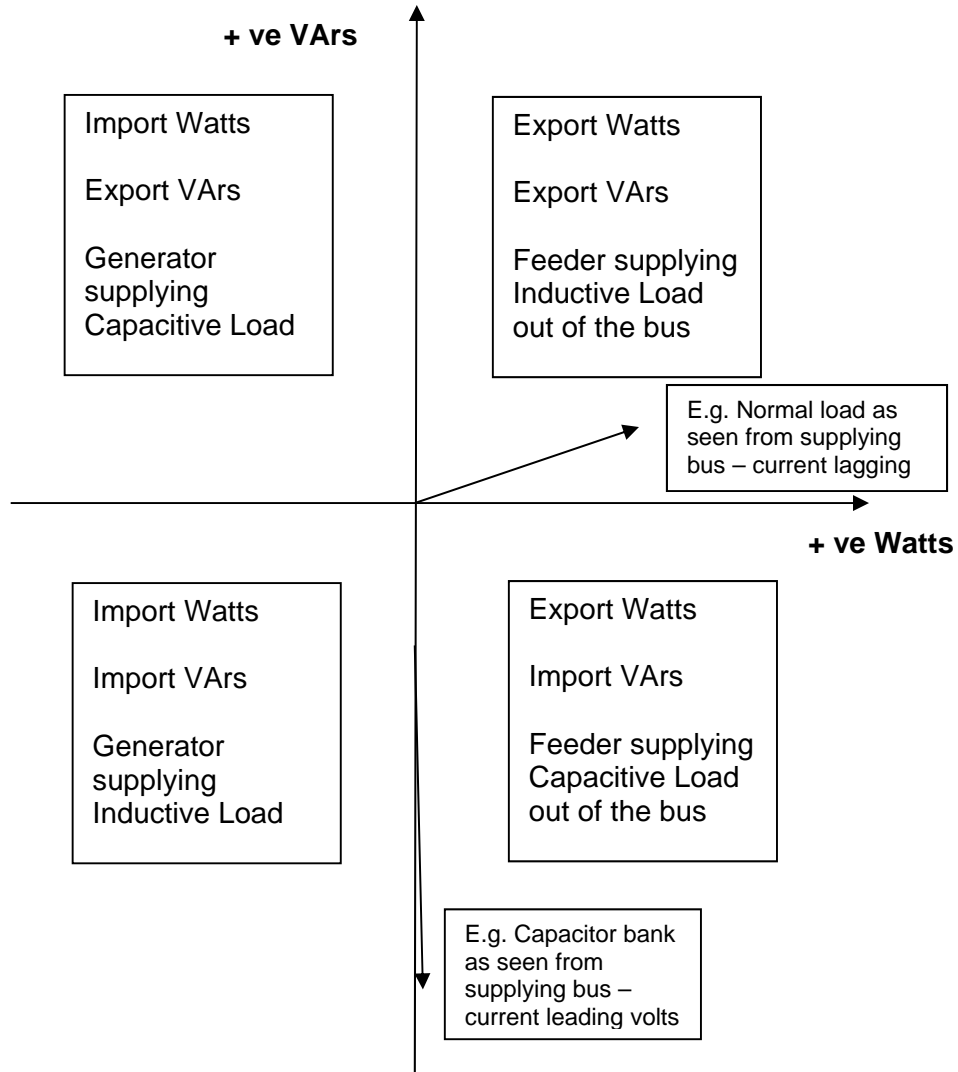 + ve VArs
Import Watts
Export VArs
Generator
supplying
Capacitive Load
Export Watts
Export VArs
Feeder supplying
Inductive Load
out of the bus
E.g. Normal load as
seen from supplying
bus – current lagging
+ ve Watts
Import Watts
Import VArs
Generator
supplying
Inductive Load
Export Watts
Import VArs
Feeder supplying
Capacitive Load
out of the bus
E.g. Capacitor bank
as seen from
supplying bus –
current leading volts